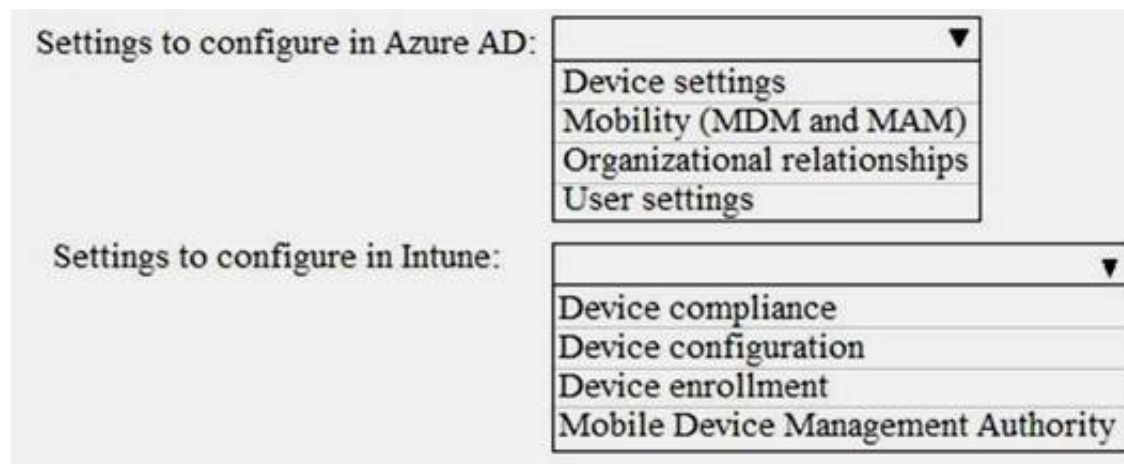 Settings to configure in Azure AD:
Device settings
Mobility (MDM and MAM)
Organizational relationships
User settings
Settings to configure in Intune:
Device compliance
Device configuration
Device enrollment
Mobile Device Management Authority